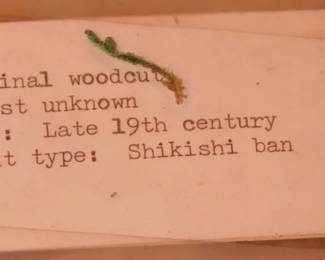 inal woodcut
st unknown
: Late 19th century
t type: Shikishi ban